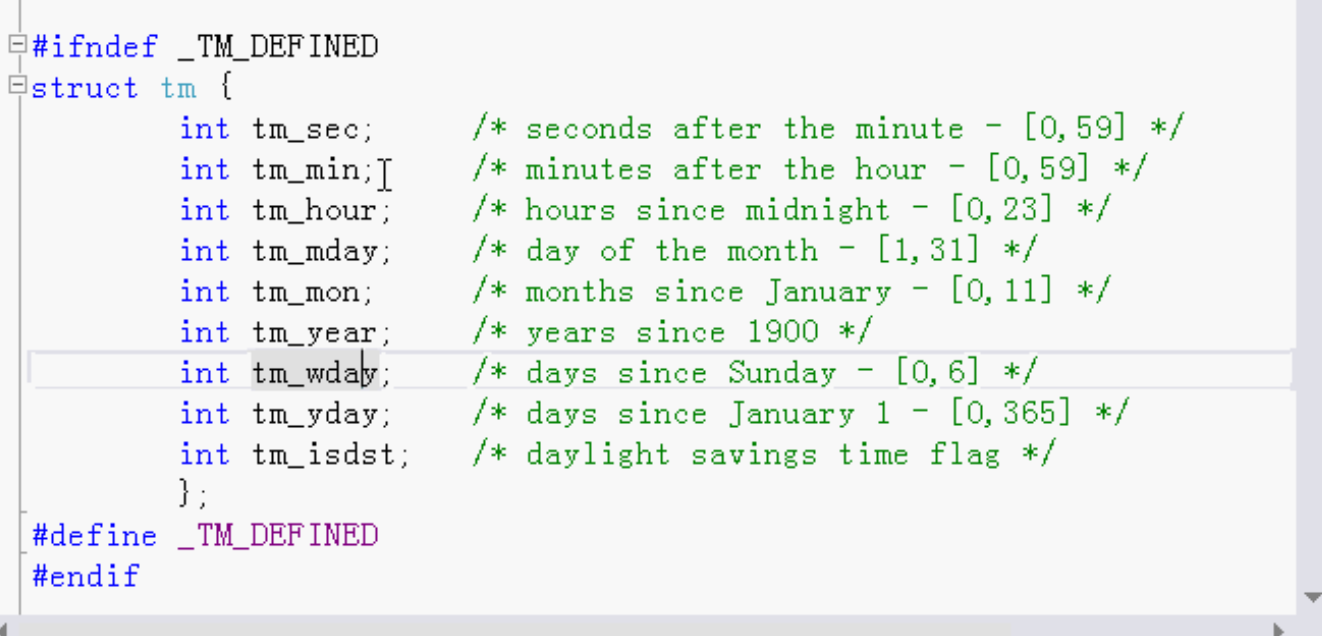 #ifndef _TM_DEFINED
struct tm {
        int tm_sec;     /* seconds after the minute - [0,59] */
        int tm_min;     /* minutes after the hour - [0,59] */
        int tm_hour;    /* hours since midnight - [0,23] */
        int tm_mday;    /* day of the month - [1,31] */
        int tm_mon;     /* months since January - [0,11] */
        int tm_year;    /* years since 1900 */
        int tm_wday;    /* days since Sunday - [0,6] */
        int tm_yday;    /* days since January 1 - [0,365] */
        int tm_isdst;   /* daylight savings time flag */
        };
#define _TM_DEFINED
#endif